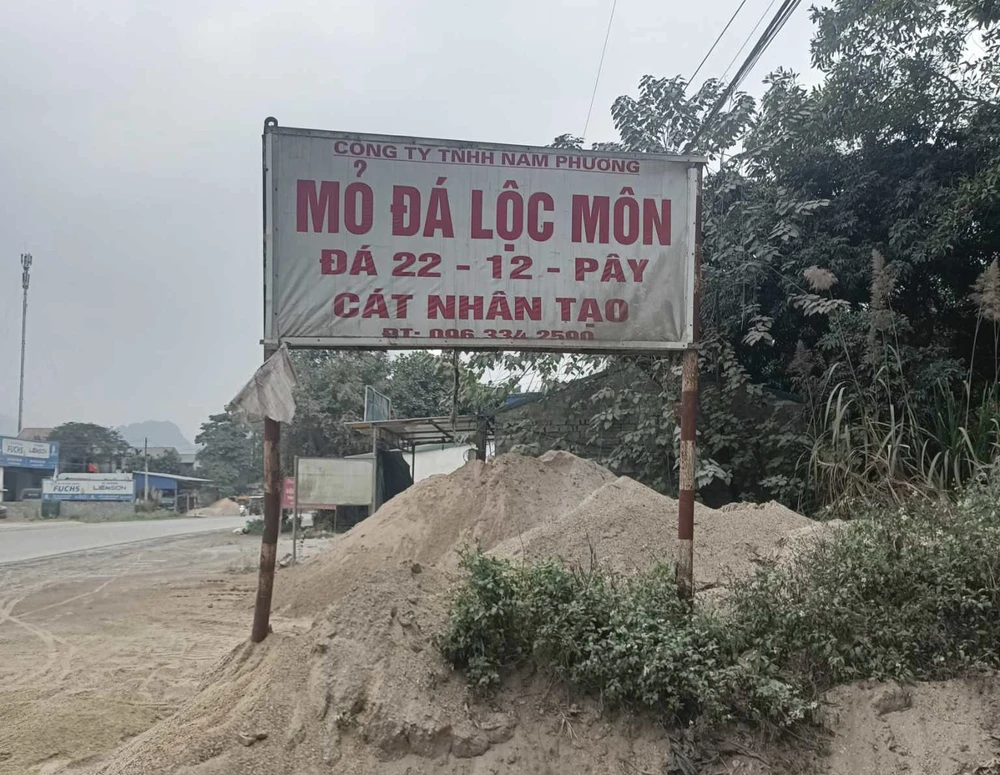 CÔNG TY TNHH NAM PHƯƠNG
MỎ ĐÁ LỘC MÔN
ĐÁ 22 - 12 - PÂY
CÁT NHÂN TẠO
ĐT: 096 334 2590
FUCHS
FUCHS